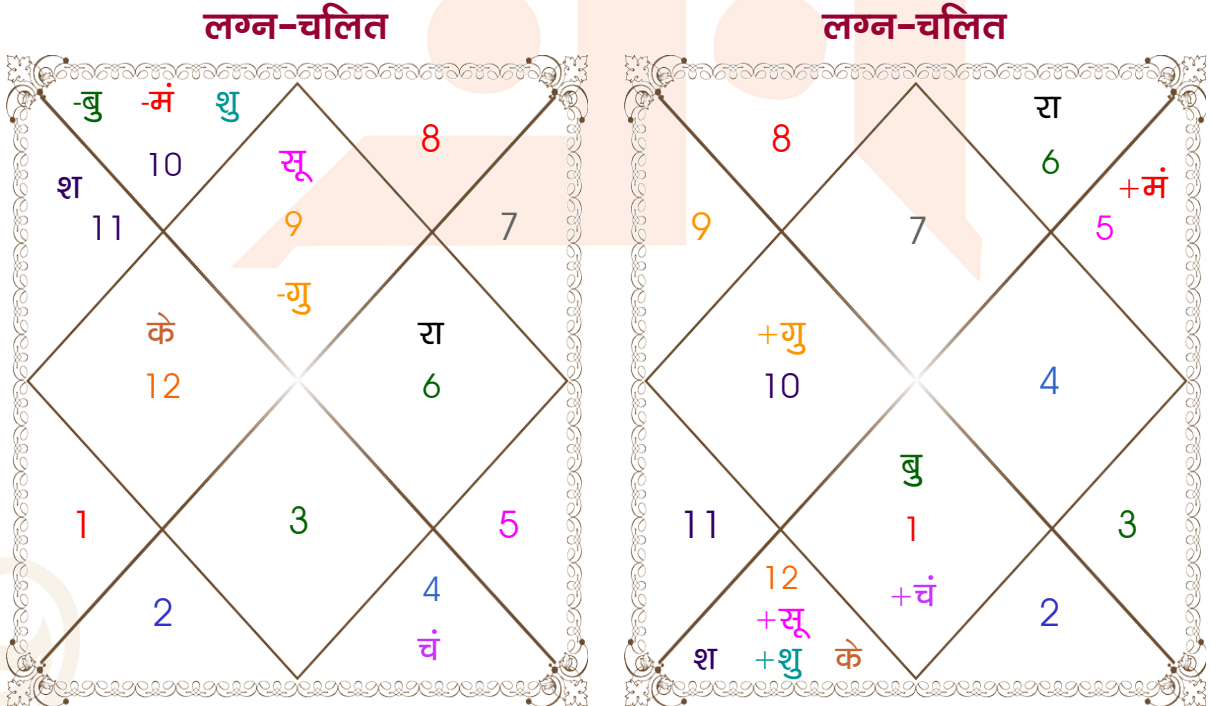 लग्न-चलित
-बु -मं शु
10
श
11
सू
9
-गु
8
7
के
12
रा
6
1
2
3
5
4
चं
लग्न-चलित
8
9
7
रा
6
+मं
5
+गु
10
4
11
बु
1
+चं
12
+सू
श +शु के
3
2